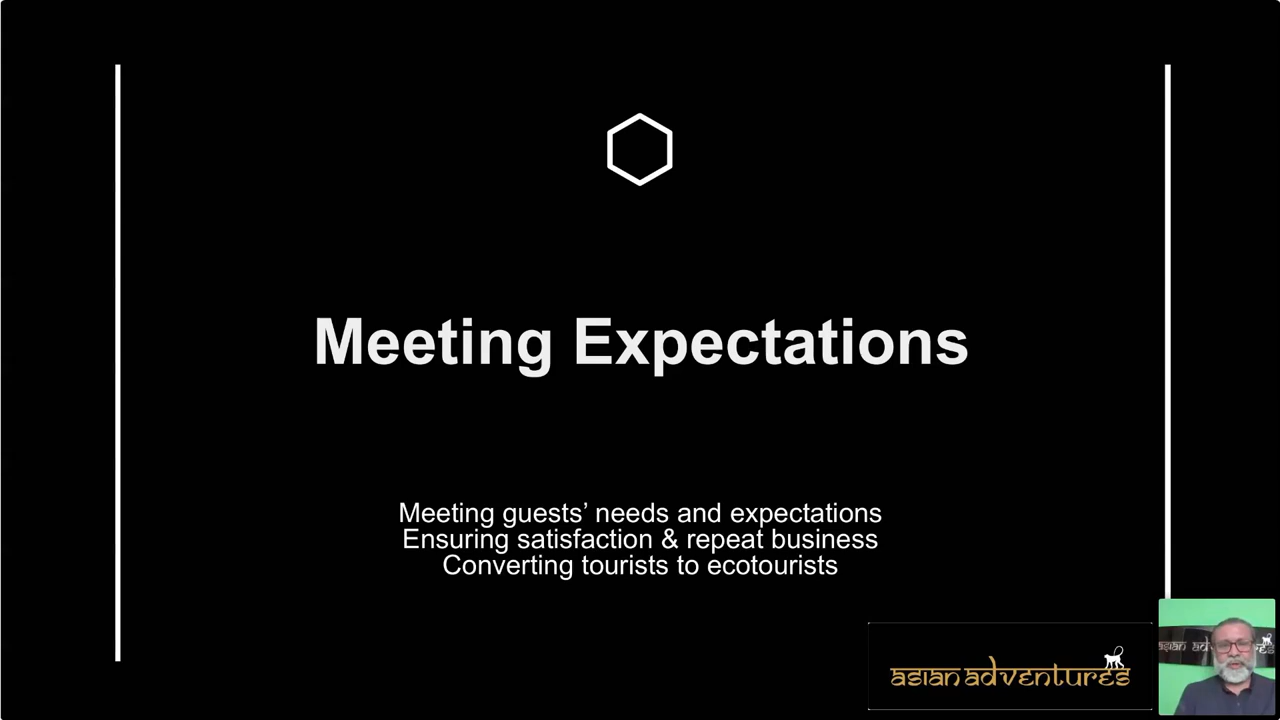 Meeting Expectations
Meeting guests’ needs and expectations
Ensuring satisfaction & repeat business
Converting tourists to ecotourists
asian adventures